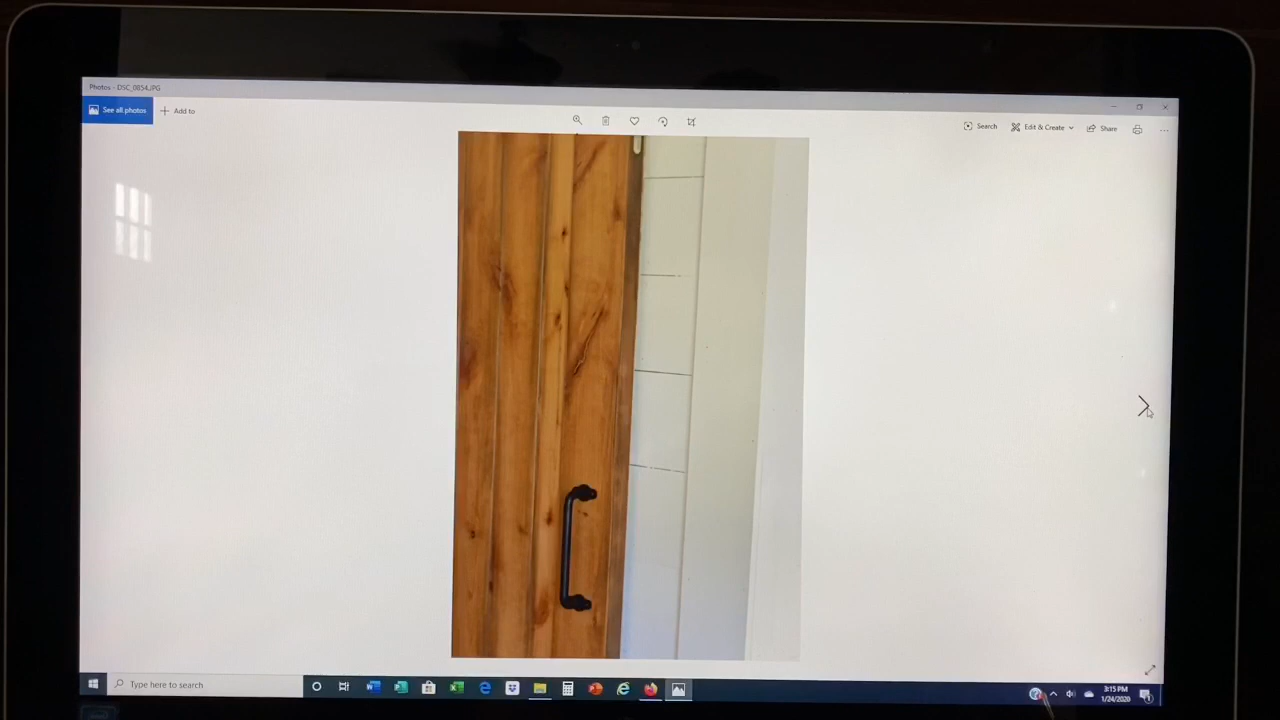 Photos - DSC_0854.JPG
See all photos
+ Add to
Search
Edit & Create
Share
Type here to search
3:15 PM
1/24/2020